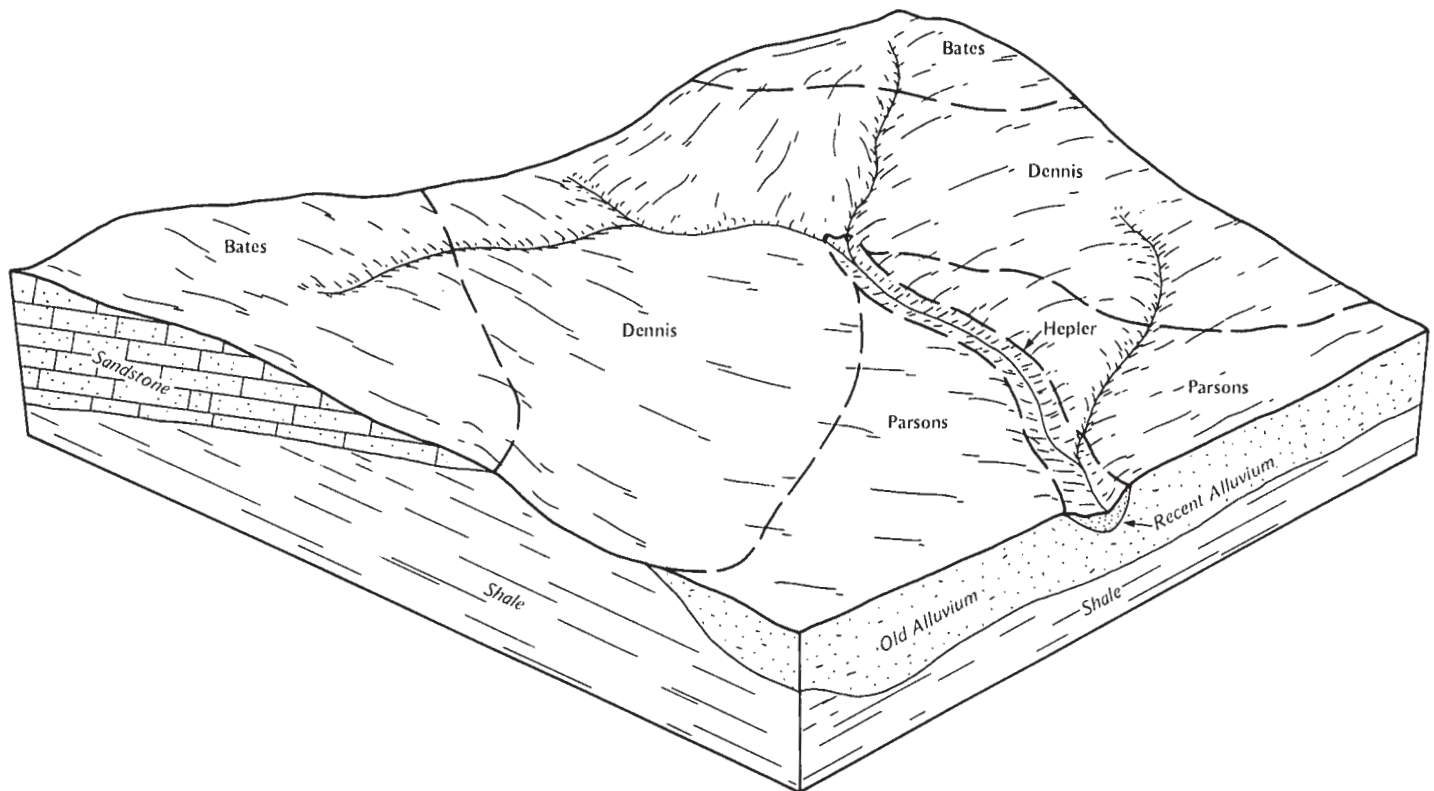 Bates
Dennis
Bates
Dennis
Hepler
Sandstone
Parsons
Parsons
Recent Alluvium
Shale
Old Alluvium
Shale